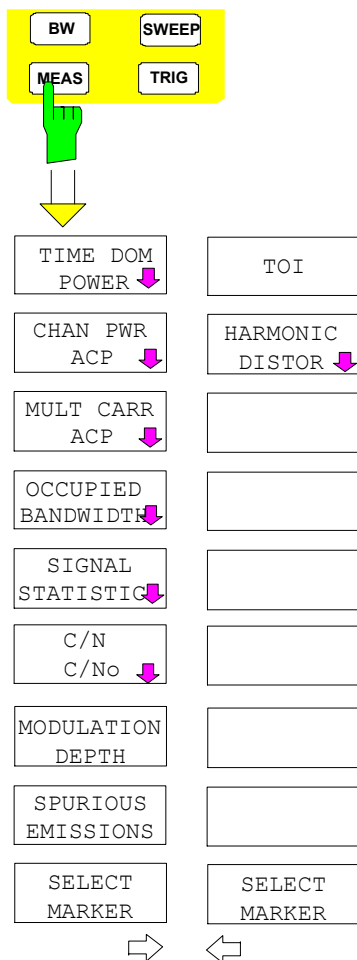 BW
SWEEP
MEAS
TRIG
TIME DOM
POWER
TOI
CHAN PWR
ACP
HARMONIC
DISTOR
MULT CARR
ACP
OCCUPIED
BANDWIDTH
SIGNAL
STATISTIC
C/N
C/No
MODULATION
DEPTH
SPURIOUS
EMISSIONS
SELECT
MARKER
SELECT
MARKER